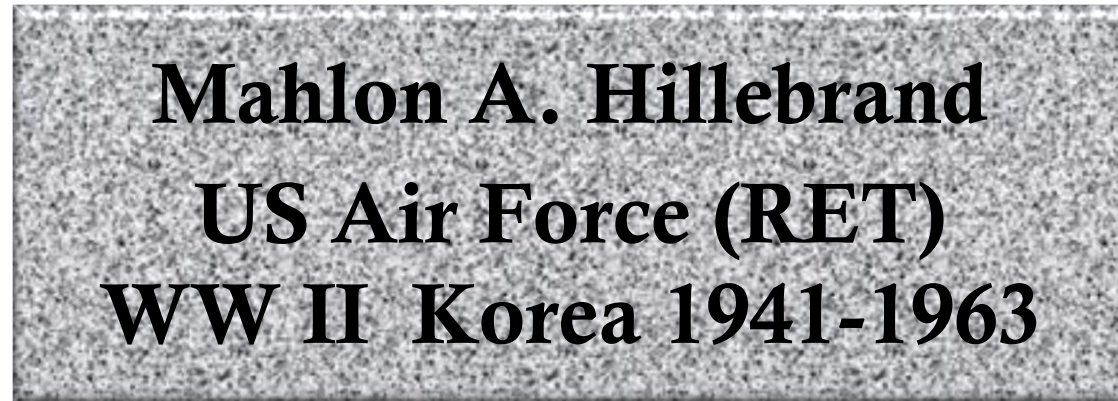 Mahlon A. Hillebrand
US Air Force (RET)
WW II  Korea 1941-1963